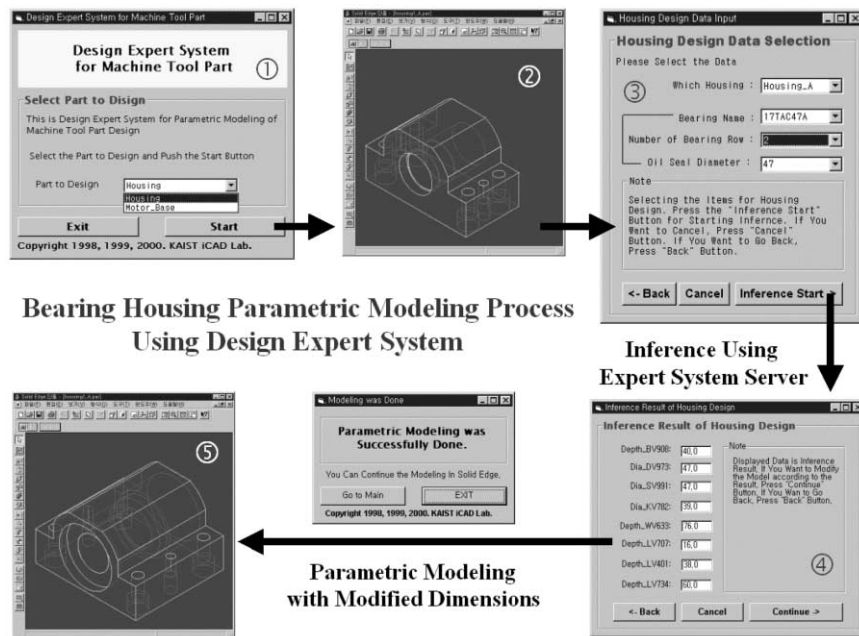 Design Expert System for Machine Tool Part
Design Expert System
for Machine Tool Part
①
Select Part to Disign
This is Design Expert System for Parametric Modeling of
Machine Tool Part Design
Select the Part to Design and Push the Start Button
Part to Design
Housing
Housing
Motor_Base
Exit
Start
Copyright 1998, 1999, 2000. KAIST iCAD Lab.
②
Housing Design Data Input
Housing Design Data Selection
Please Select the Data
③
Which Housing : Housing_A
Bearing Name : 17TAC47A
Number of Bearing Row : 2
Oil Seal Diameter : 47
Note
Selecting the Items for Housing
Design. Press the "Inference Start"
Button for Starting Infernce. If You
Want to Cancel, Press "Cancel"
Button. If You Want to Go Back,
Press "Back" Button.
<- Back
Cancel
Inference Start ->
Bearing Housing Parametric Modeling Process
Using Design Expert System
Inference Using
Expert System Server
Solid Edge
⑤
Modeling was Done
Parametric Modeling was
Successfully Done.
You Can Continue the Modeling In Solid Edge.
Go to Main
EXIT
Copyright 1998, 1999, 2000. KAIST iCAD Lab.
Inference Result of Housing Design
Inference Result of Housing Design
Depth_BV908: 40,0
Dia_DV973: 47,0
Dia_SV991: 47,0
Dia_KV782: 39,0
Depth_WV633: 76,0
Depth_LV707: 16,0
Depth_LV401: 38,0
Depth_LV734: 60,0
Note
Displayed Data is Inference
Result, If You Want to Modify
the Model according to the
Result, Press "Continue"
Button, If You Wan to Go
Back, Press "Back" Button,
④
<- Back
Cancel
Continue ->
Parametric Modeling
with Modified Dimensions